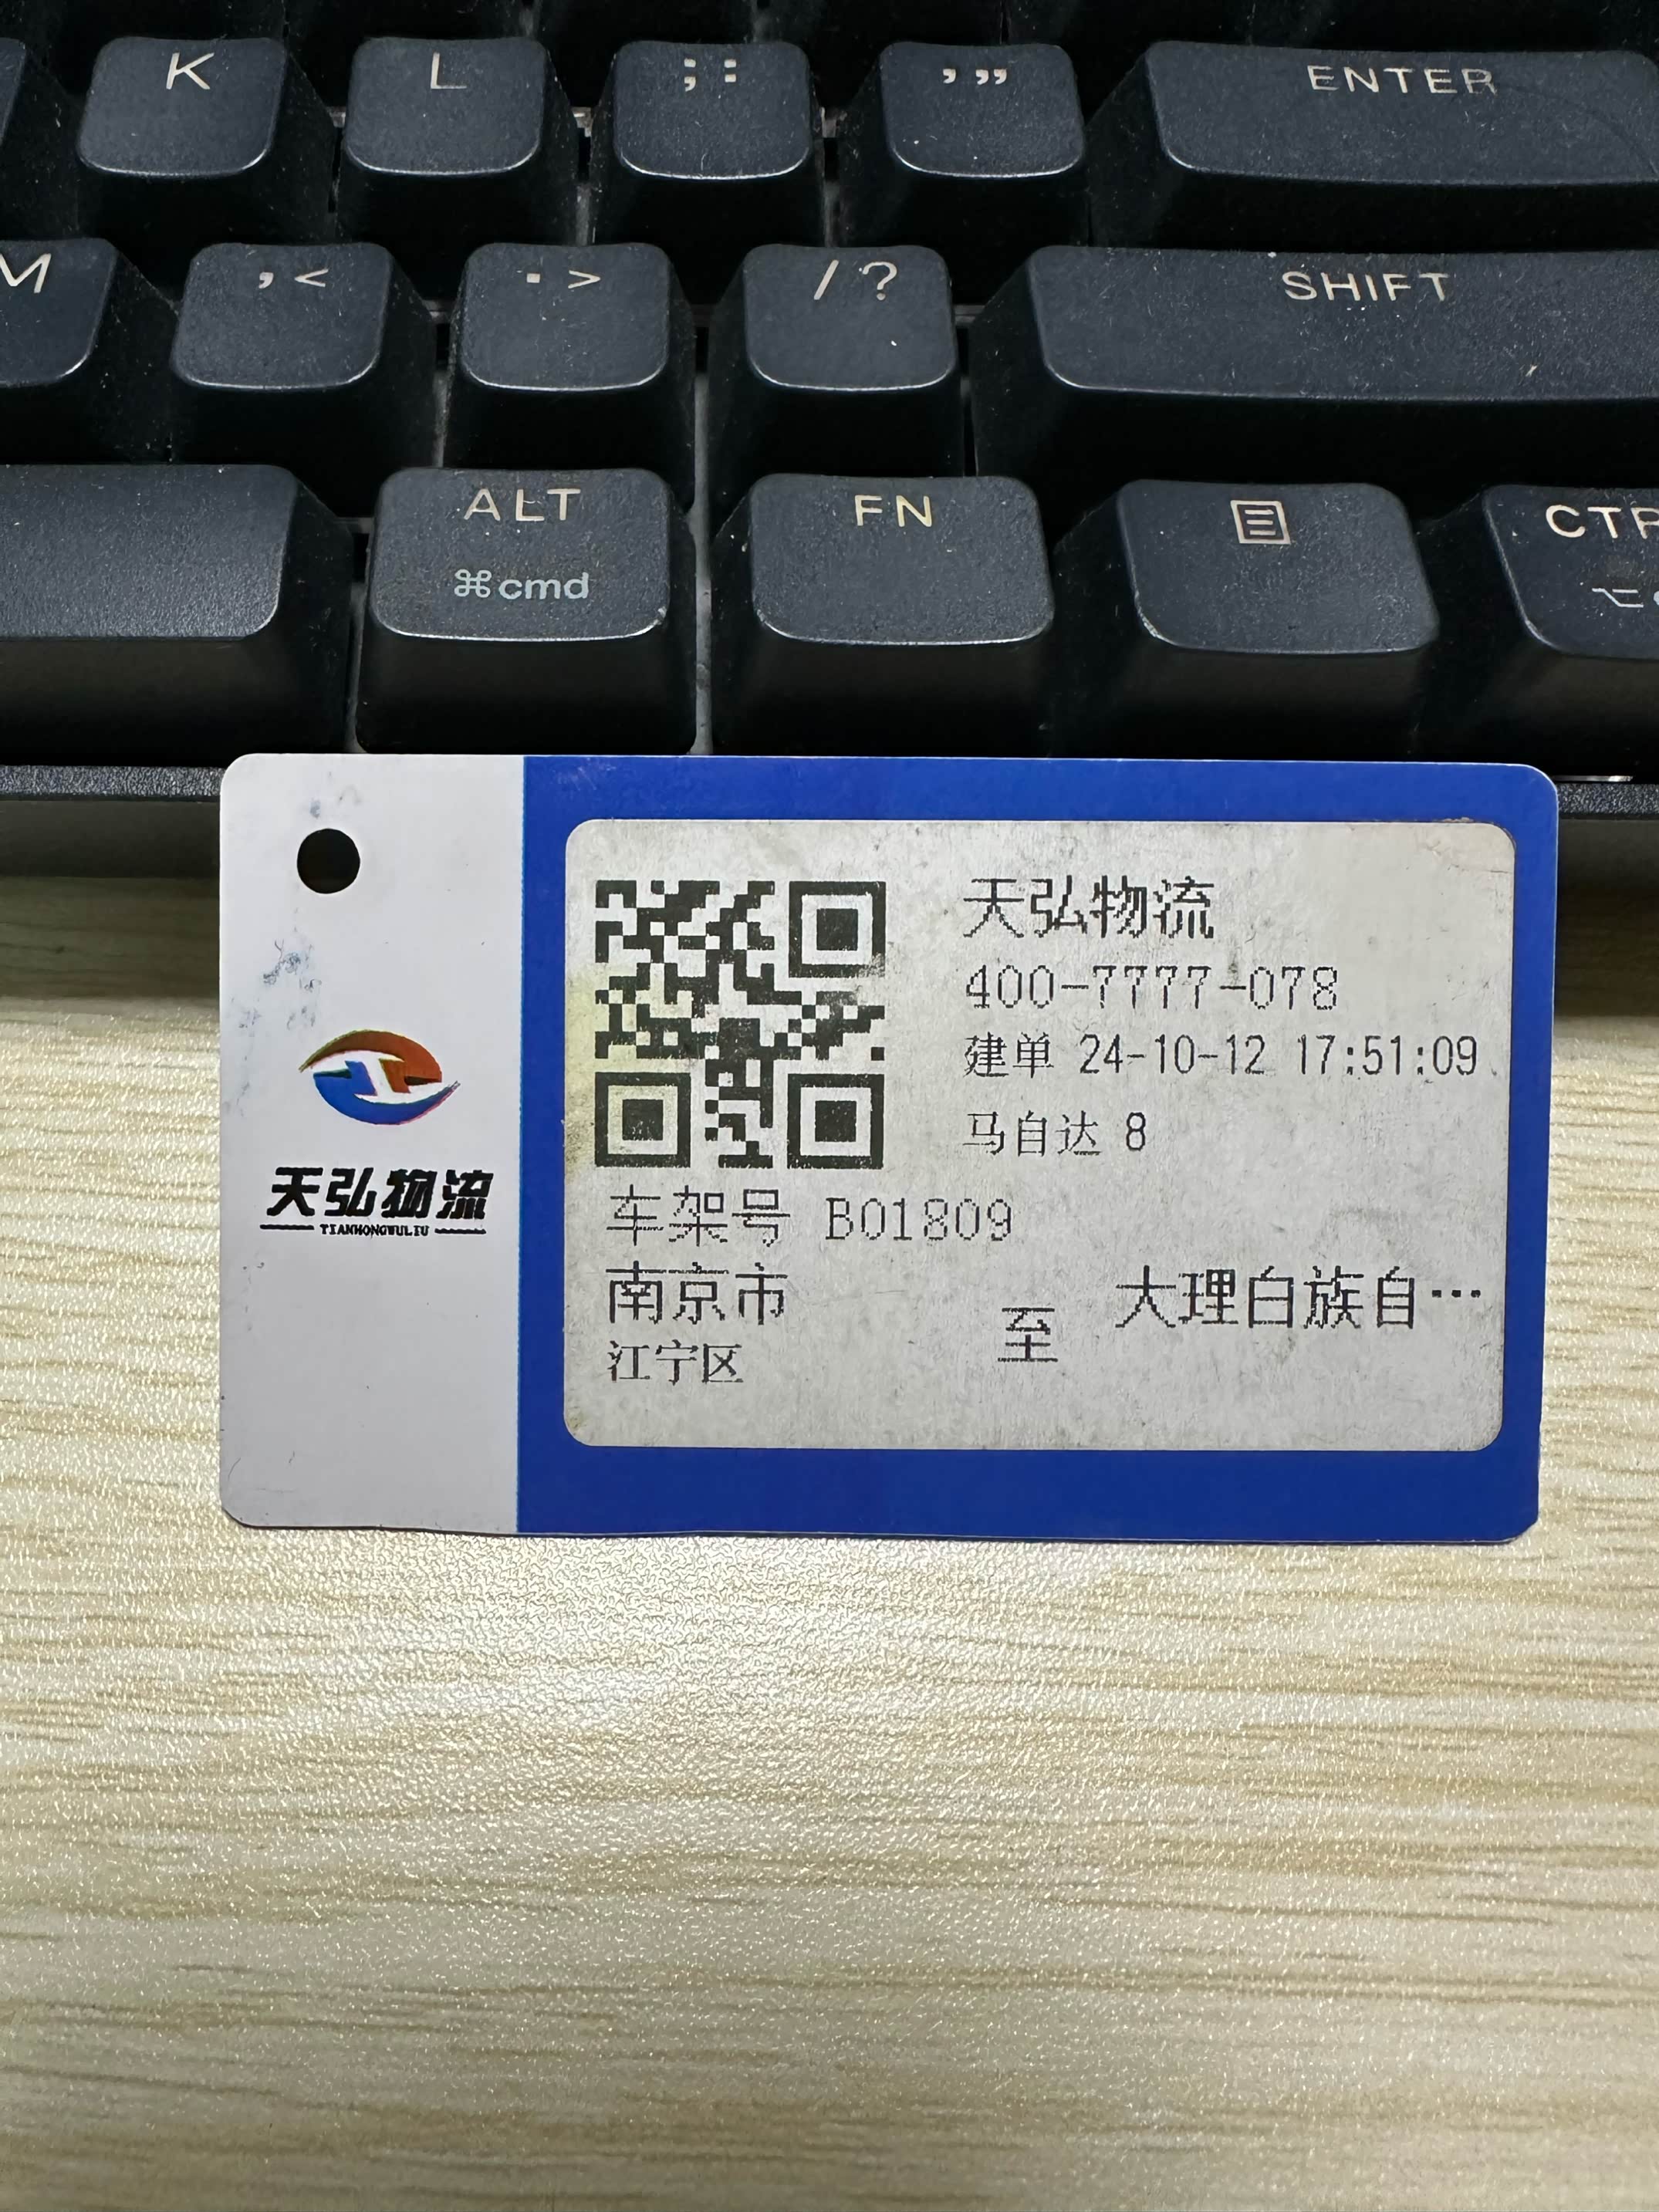 K L ; : ' " ENTER
M , < . > / ? SHIFT
ALT FN CTR
⌘cmd ⌥
天弘物流
400-7777-078
建单 24-10-12 17:51:09
马自达 8
车架号 B01809
南京市 至 大理白族自…
江宁区
天弘物流
TIANHONGWULIU